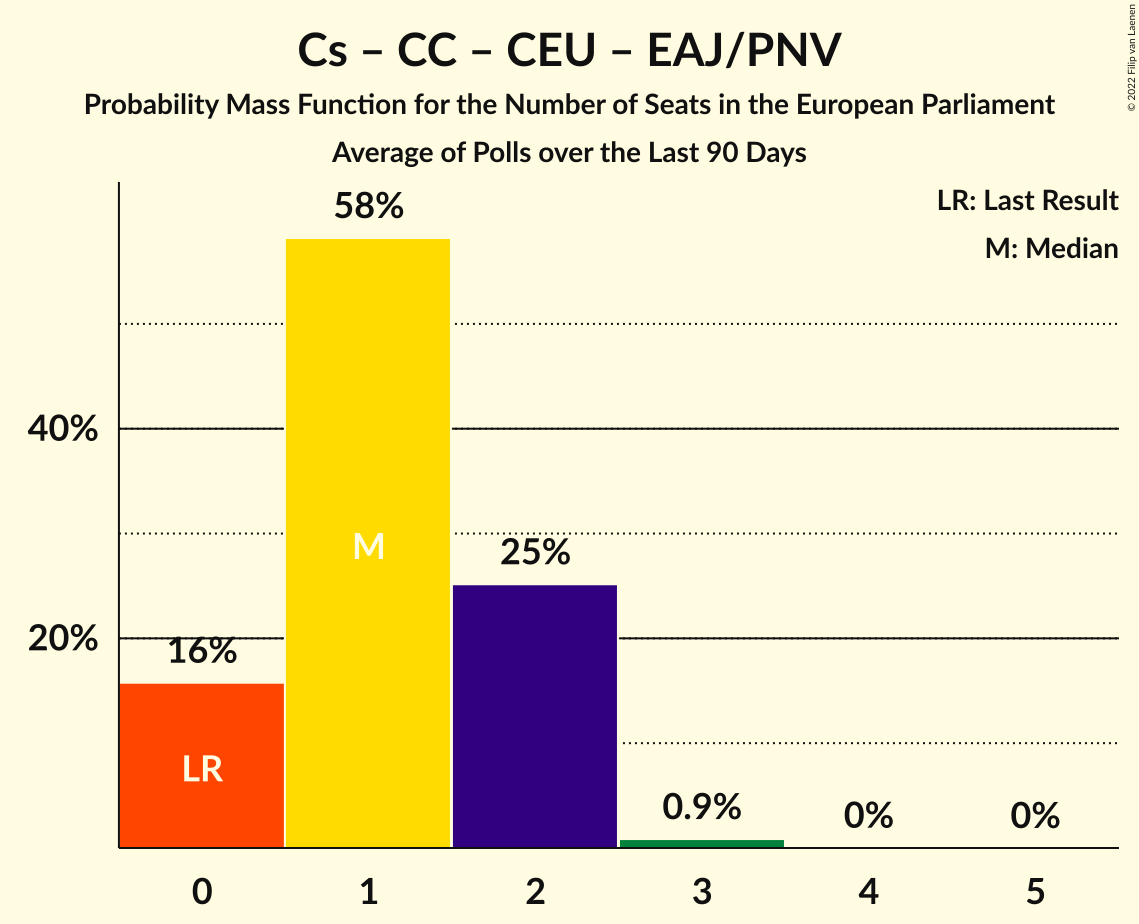 Cs – CC – CEU – EAJ/PNV
Probability Mass Function for the Number of Seats in the European Parliament
Average of Polls over the Last 90 Days
© 2022 Filip van Laenen
LR: Last Result
M: Median
58%
40%
M
25%
20%
16%
LR
0.9%
0%
0%
0
1
2
3
4
5